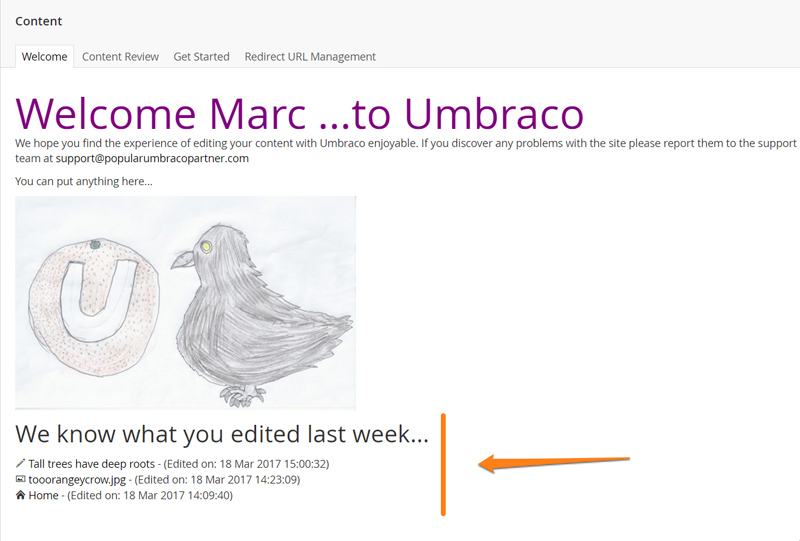 Content
Welcome Content Review Get Started Redirect URL Management
Welcome Marc ...to Umbraco
We hope you find the experience of editing your content with Umbraco enjoyable. If you discover any problems with the site please report them to the support
team at support@popularumbracopartner.com
You can put anything here...
U
We know what you edited last week...
Tall trees have deep roots - (Edited on: 18 Mar 2017 15:00:32)
tooorangeycrow.jpg - (Edited on: 18 Mar 2017 14:23:09)
Home - (Edited on: 18 Mar 2017 14:09:40)